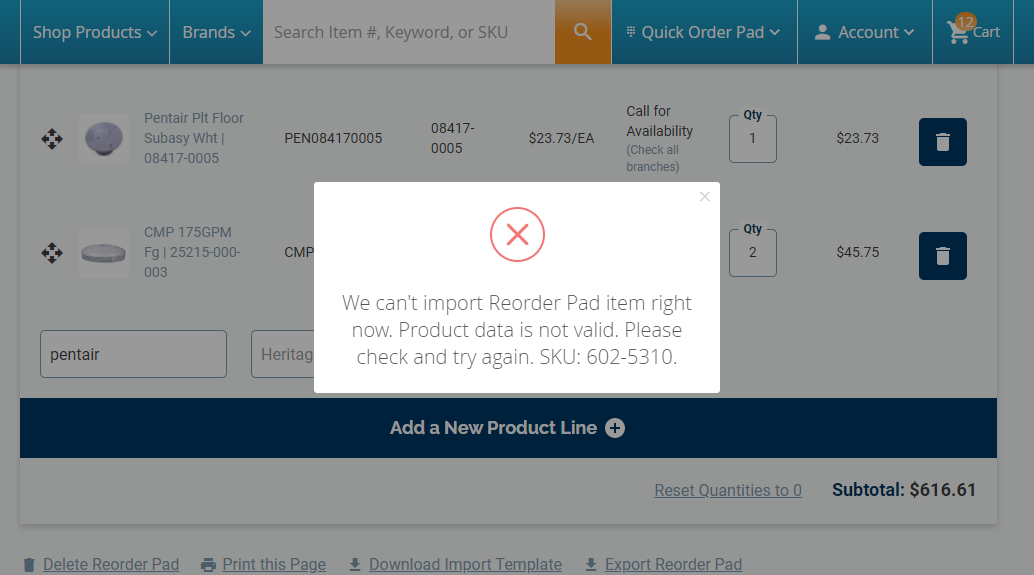 Shop Products
Brands
Search Item #, Keyword, or SKU
Quick Order Pad
Account
12
Cart
Pentair Plt Floor
Subasy Wht |
08417-0005
PEN084170005
08417-
0005
$23.73/EA
Call for
Availability
(Check all
branches)
Qty
1
$23.73
CMP 175GPM
Fg | 25215-000-
003
CMP
Qty
2
$45.75
We can't import Reorder Pad item right
now. Product data is not valid. Please
check and try again. SKU: 602-5310.
pentair
Heritag
Add a New Product Line
Reset Quantities to 0
Subtotal: $616.61
Delete Reorder Pad
Print this Page
Download Import Template
Export Reorder Pad